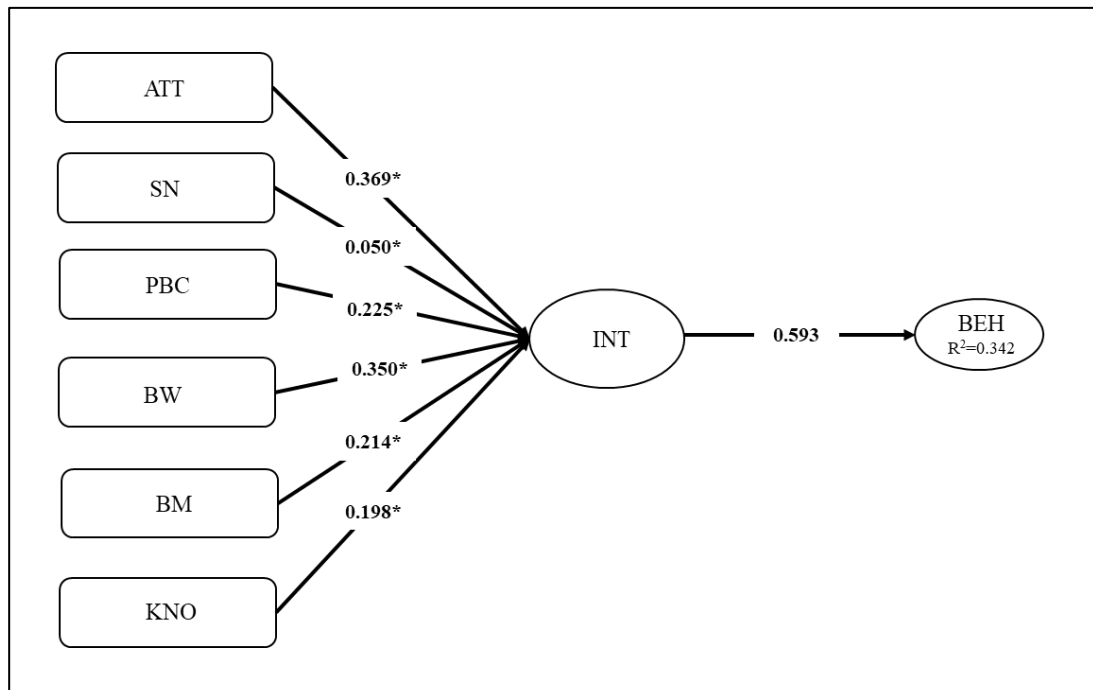 ATT
SN
PBC
BW
BM
KNO
0.369*
0.050*
0.225*
0.350*
0.214*
0.198*
INT
0.593
BEH
R²=0.342